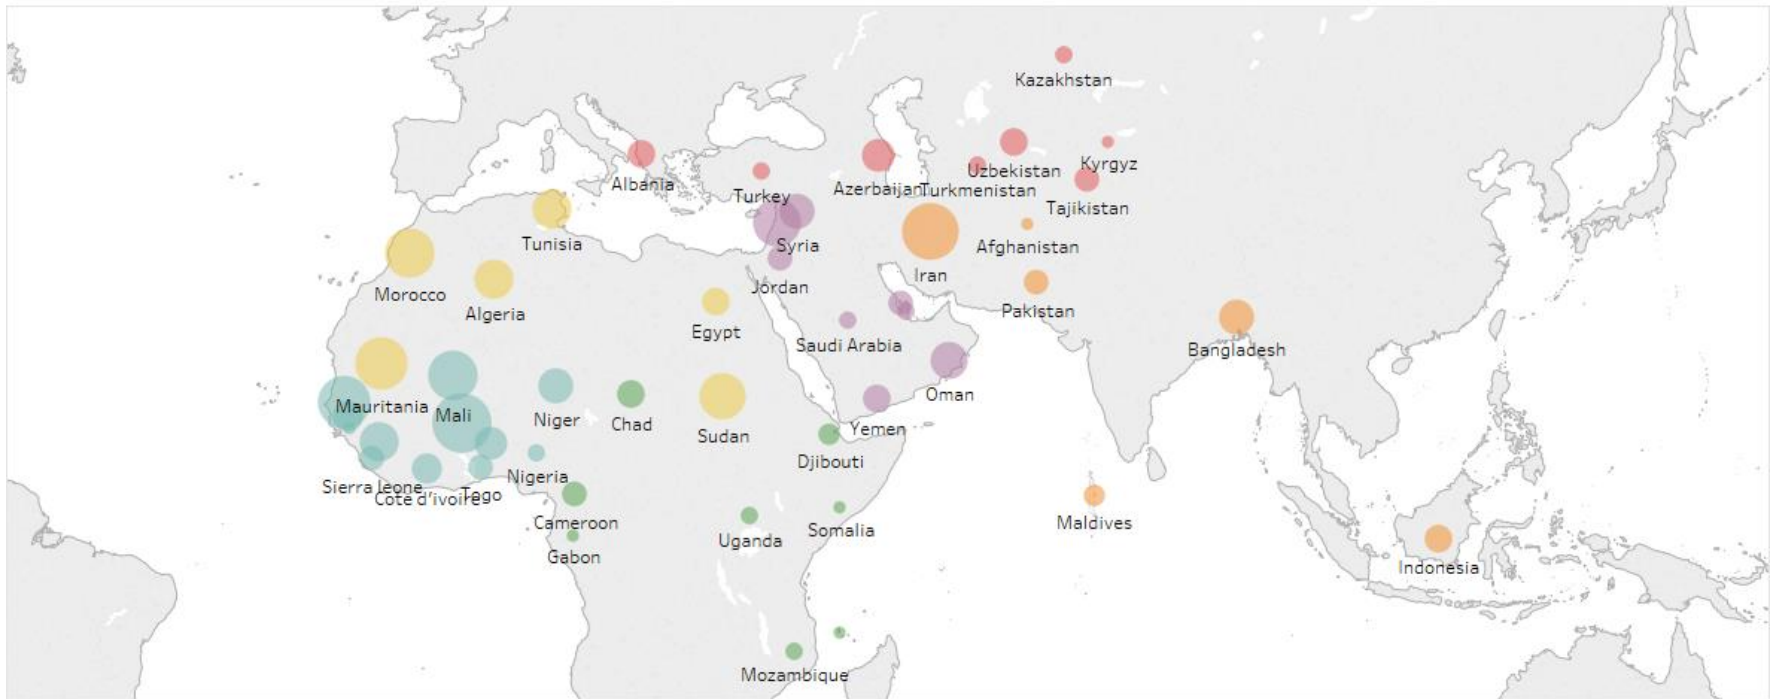 Kazakhstan
Kyrgyz
Uzbekistan
Albania
Turkey
Azerbaijan
Turkmenistan
Tajikistan
Tunisia
Syria
Afghanistan
Iran
Jordan
Morocco
Algeria
Pakistan
Egypt
Saudi Arabia
Bangladesh
Oman
Mauritania
Mali
Niger
Chad
Sudan
Yemen
Djibouti
Nigeria
Sierra leone
Cote d'ivoire
Togo
Cameroon
Maldives
Somalia
Uganda
Gabon
Indonesia
Mozambique